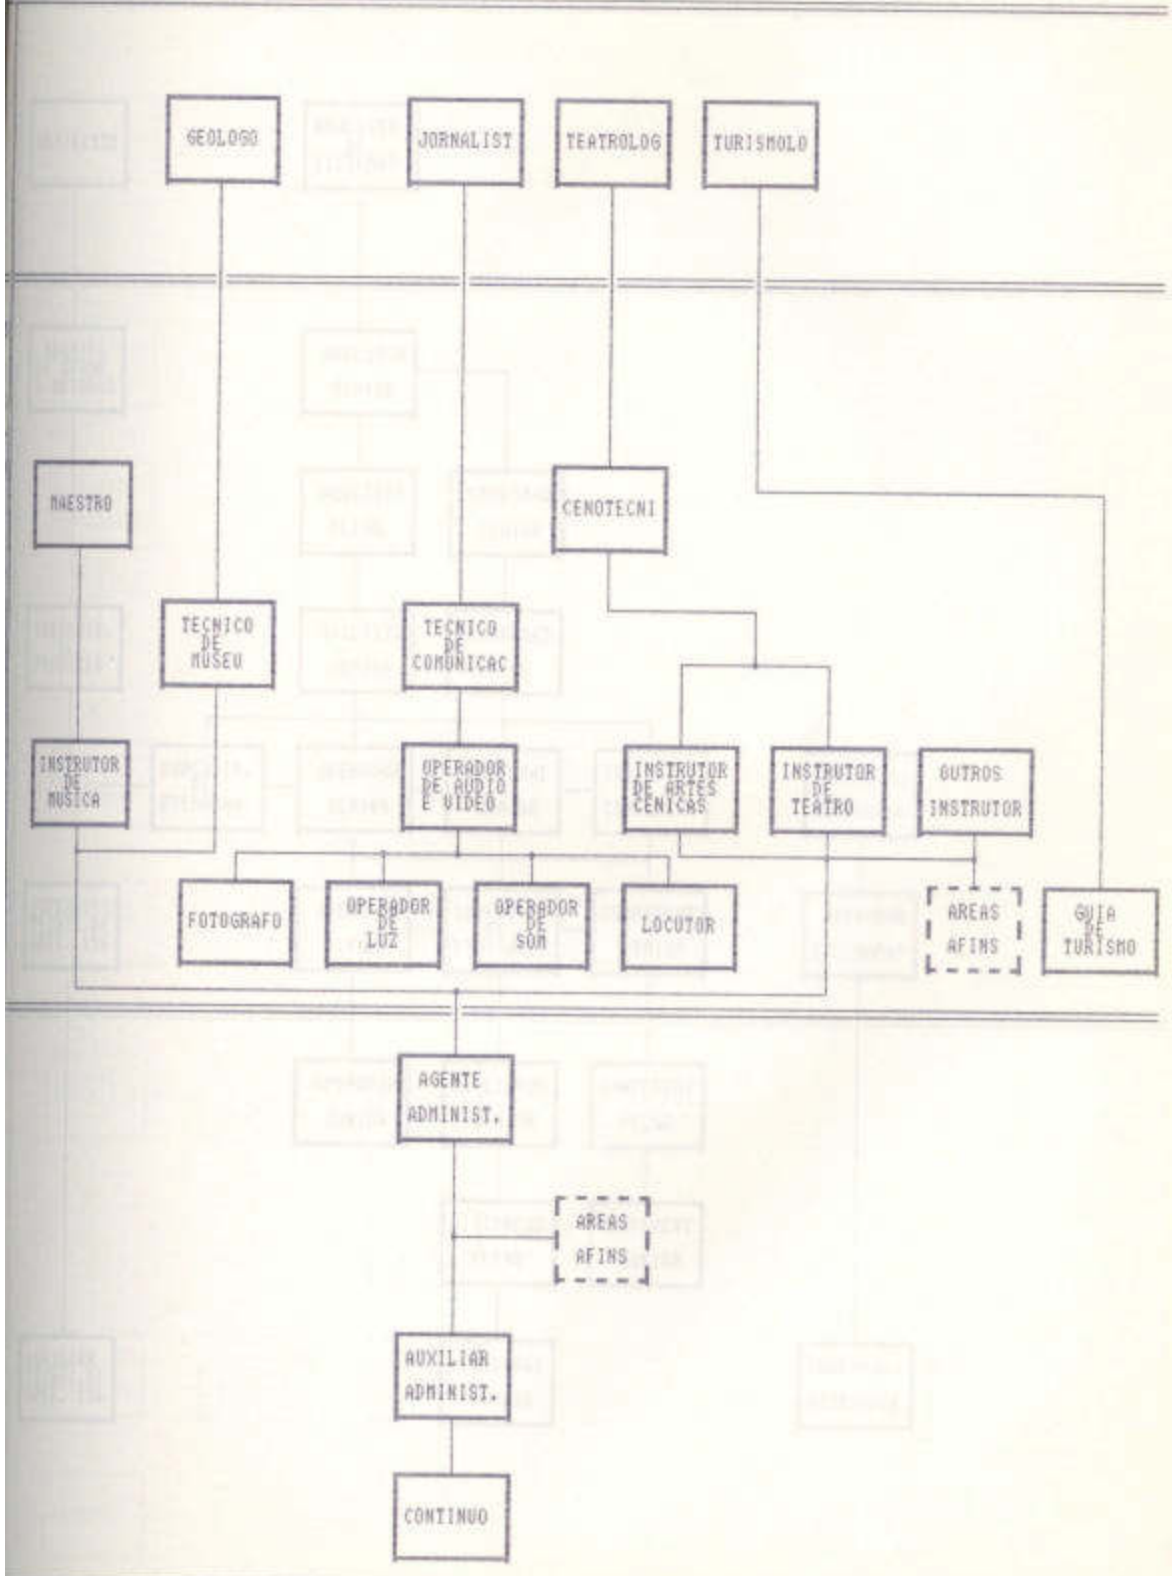 GEOLOGO
JORNALIST
TEATROLOG
TURISMOLO
MAESTRO
CENOTECNI
TECNICO
DE
MUSEU
TECNICO
DE
COMUNICAC
INSTRUTOR
DE
MUSICA
OPERADOR
DE AUDIO
E VIDEO
INSTRUTOR
DE ARTES
CENICAS
INSTRUTOR
DE
TEATRO
OUTROS
INSTRUTOR
FOTOGRAFO
OPERADOR
DE
LUZ
OPERADOR
DE
SOM
LOCUTOR
AREAS
AFINS
GUIA
DE
TURISMO
AGENTE
ADMINIST.
AREAS
AFINS
AUXILIAR
ADMINIST.
CONTINUO